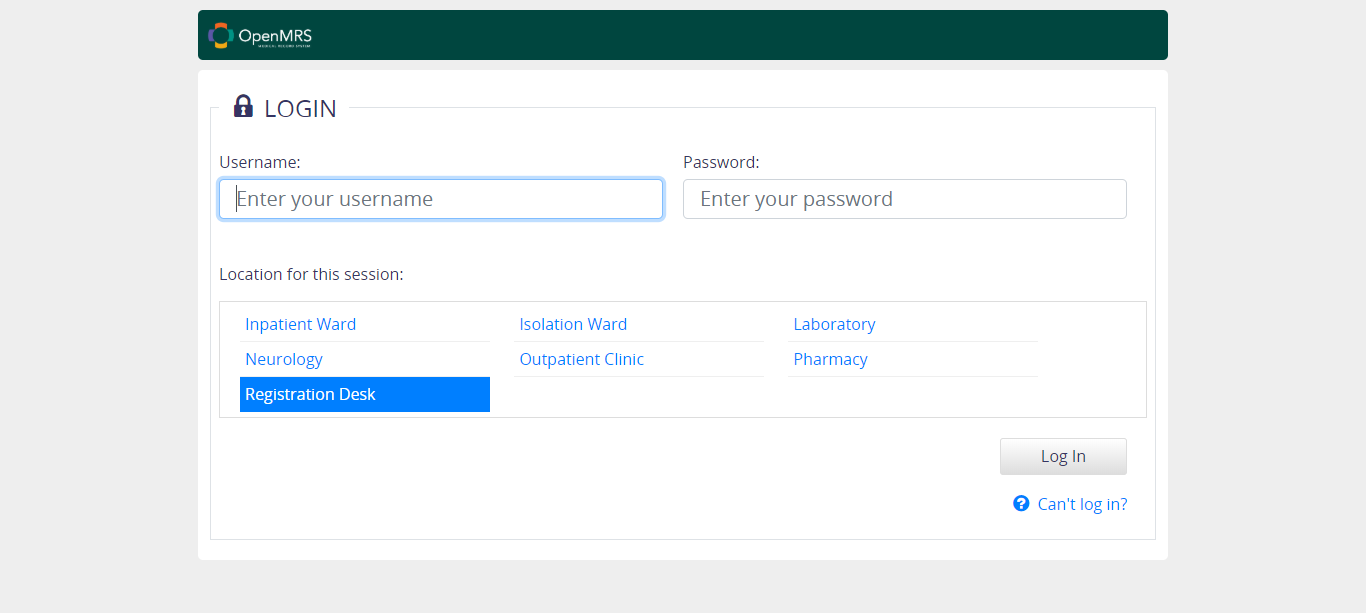 OpenMRS
MEDICAL RECORD SYSTEM
LOGIN
Username: Password:
Enter your username Enter your password
Location for this session:
Inpatient Ward Isolation Ward Laboratory
Neurology Outpatient Clinic Pharmacy
Registration Desk
Log In
Can't log in?